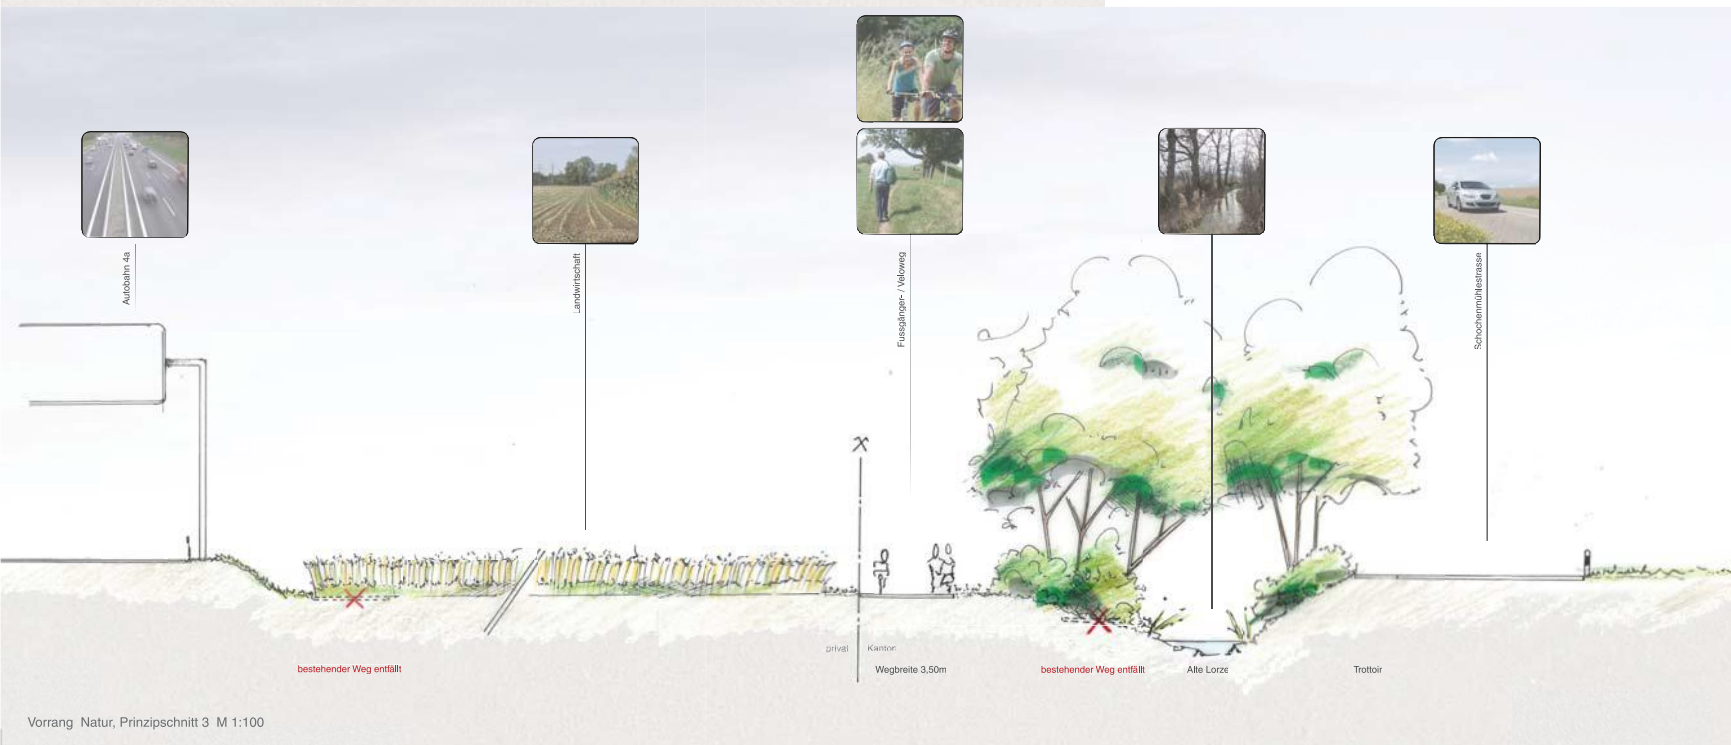 Autobahn 4a
Landwirtschaft
Fussgänger- / Veloweg
Schochenmühlestrasse
privat
Kanton
bestehender Weg entfällt
Wegbreite 3,50m
bestehender Weg entfällt
Alte Lorze
Trottoir
Vorrang Natur, Prinzipschnitt 3 M 1:100